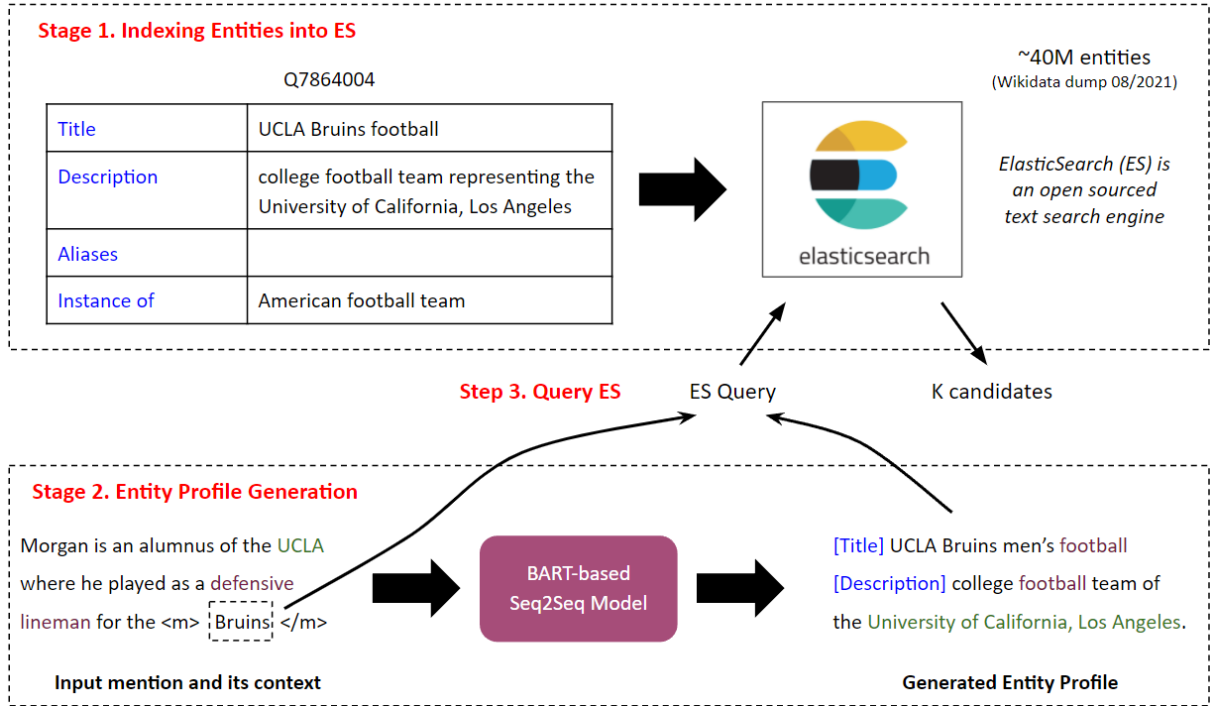 Stage 1. Indexing Entities into ES
Q7864004
~40M entities
(Wikidata dump 08/2021)
Title
UCLA Bruins football
Description
college football team representing the
University of California, Los Angeles
Aliases
Instance of
American football team
elasticsearch
ElasticSearch (ES) is
an open sourced
text search engine
Step 3. Query ES
ES Query
K candidates
Stage 2. Entity Profile Generation
Morgan is an alumnus of the UCLA
where he played as a defensive
lineman for the <m> Bruins </m>
Input mention and its context
BART-based
Seq2Seq Model
[Title] UCLA Bruins men's football
[Description] college football team of
the University of California, Los Angeles.
Generated Entity Profile